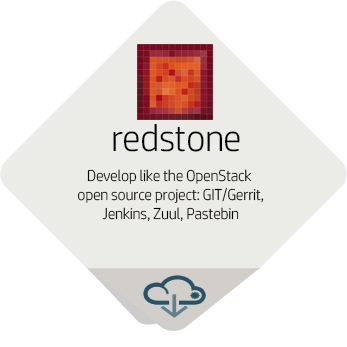 redstone
Develop like the OpenStack
open source project: GIT/Gerrit,
Jenkins, Zuul, Pastebin